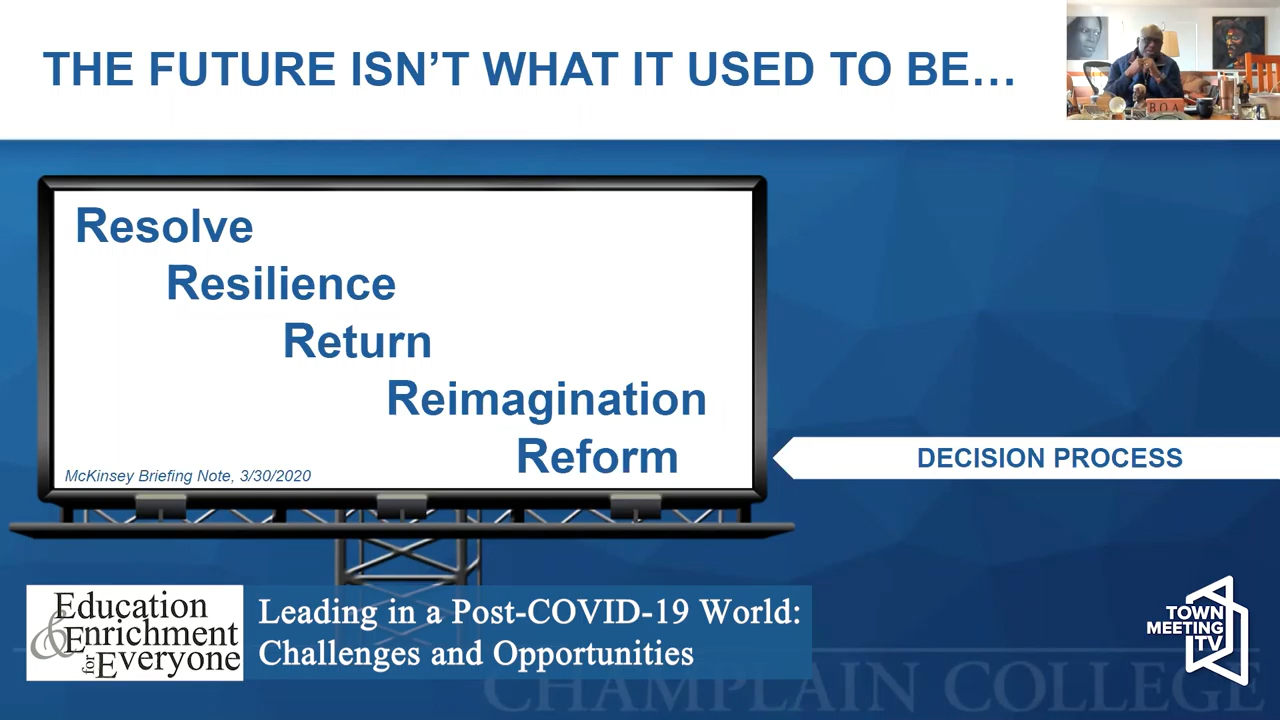 THE FUTURE ISN’T WHAT IT USED TO BE…
BOA
Resolve
Resilience
Return
Reimagination
Reform
McKinsey Briefing Note, 3/30/2020
DECISION PROCESS
Education
& Enrichment
for Everyone
Leading in a Post-COVID-19 World:
Challenges and Opportunities
TOWN
MEETING
TV
CHAMPLAIN COLLEGE